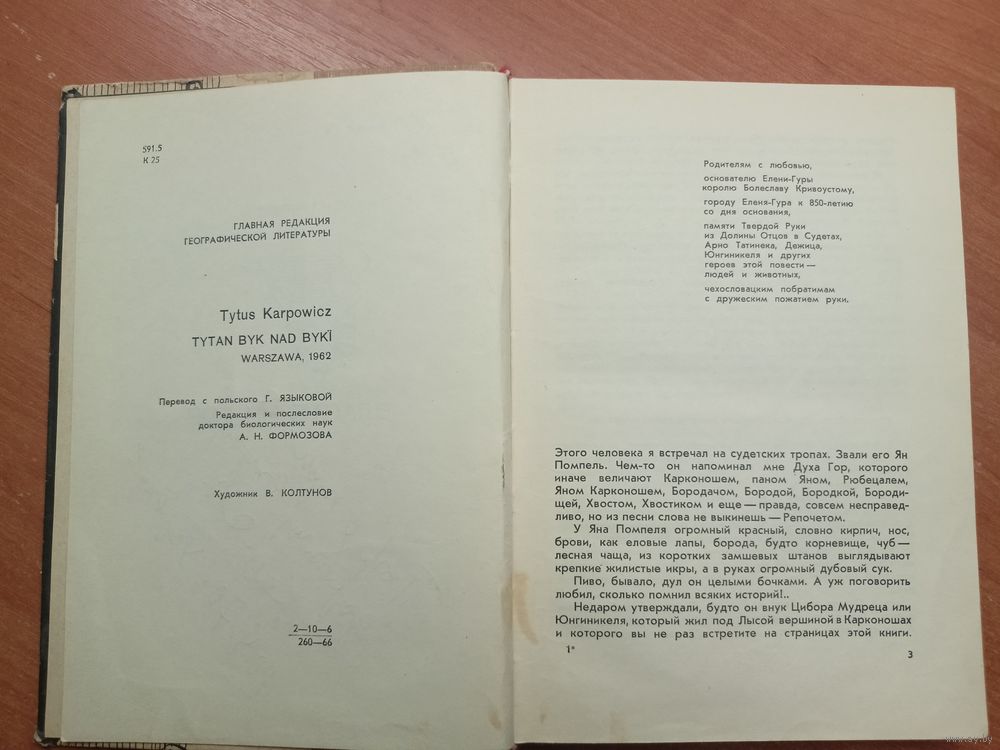 591.5
К 25
ГЛАВНАЯ РЕДАКЦИЯ
ГЕОГРАФИЧЕСКОЙ ЛИТЕРАТУРЫ
Tytus Karpowicz
TYTAN BYK NAD BYKÏ
WARSZAWA, 1962
Перевод с польского Г. ЯЗЫКОВОЙ
Редакция и послесловие
доктора биологических наук
А. Н. ФОРМОЗОВА
Художник В. КОЛТУНОВ
2—10—6
260—66
Родителям с любовью,
основателю Елени-Гуры
королю Болеславу Кривоустому,
городу Еленя-Гура к 850-летию
со дня основания,
памяти Твердой Руки
из Долины Отцов в Судетах,
Арно Татинека, Дежица,
Юнгиникеля и других
героев этой повести —
людей и животных,
чехословацким побратимам
с дружеским пожатием руки.
Этого человека я встречал на судетских тропах. Звали его Ян
Помпель. Чем-то он напоминал мне Духа Гор, которого
иначе величают Карконошем, паном Яном, Рюбецалем,
Яном Карконошем, Бородачом, Бородой, Бородкой, Бороди-
щей, Хвостом, Хвостиком и еще — правда, совсем несправед-
ливо, но из песни слова не выкинешь — Репочетом.
У Яна Помпеля огромный красный, словно кирпич, нос,
брови, как еловые лапы, борода, будто корневище, чуб —
лесная чаща, из коротких замшевых штанов выглядывают
крепкие жилистые икры, а в руках огромный дубовый сук.
Пиво, бывало, дул он целыми бочками. А уж поговорить
любил, сколько помнил всяких историй!..
Недаром утверждали, будто он внук Цибора Мудреца или
Юнгиникеля, который жил под Лысой вершиной в Карконошах
и которого вы не раз встретите на страницах этой книги.
1*
3
www.ay.by